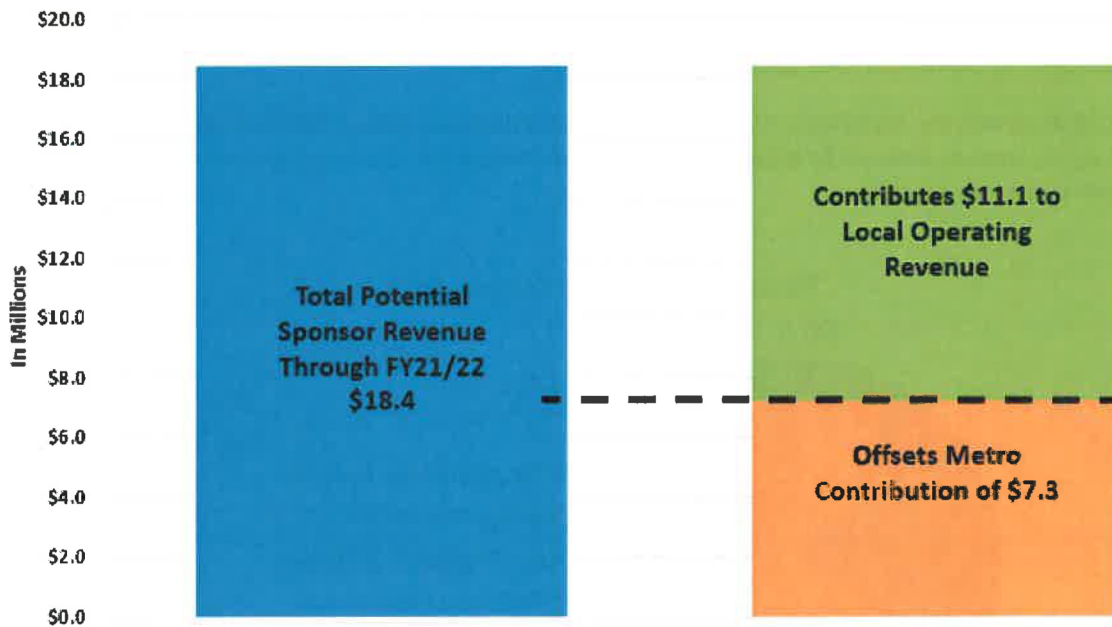 $20.0
$18.0
$16.0
$14.0
$12.0
$10.0
$8.0
$6.0
$4.0
$2.0
$0.0
In Millions
Total Potential
Sponsor Revenue
Through FY21/22
$18.4
Contributes $11.1 to
Local Operating
Revenue
Offsets Metro
Contribution of $7.3